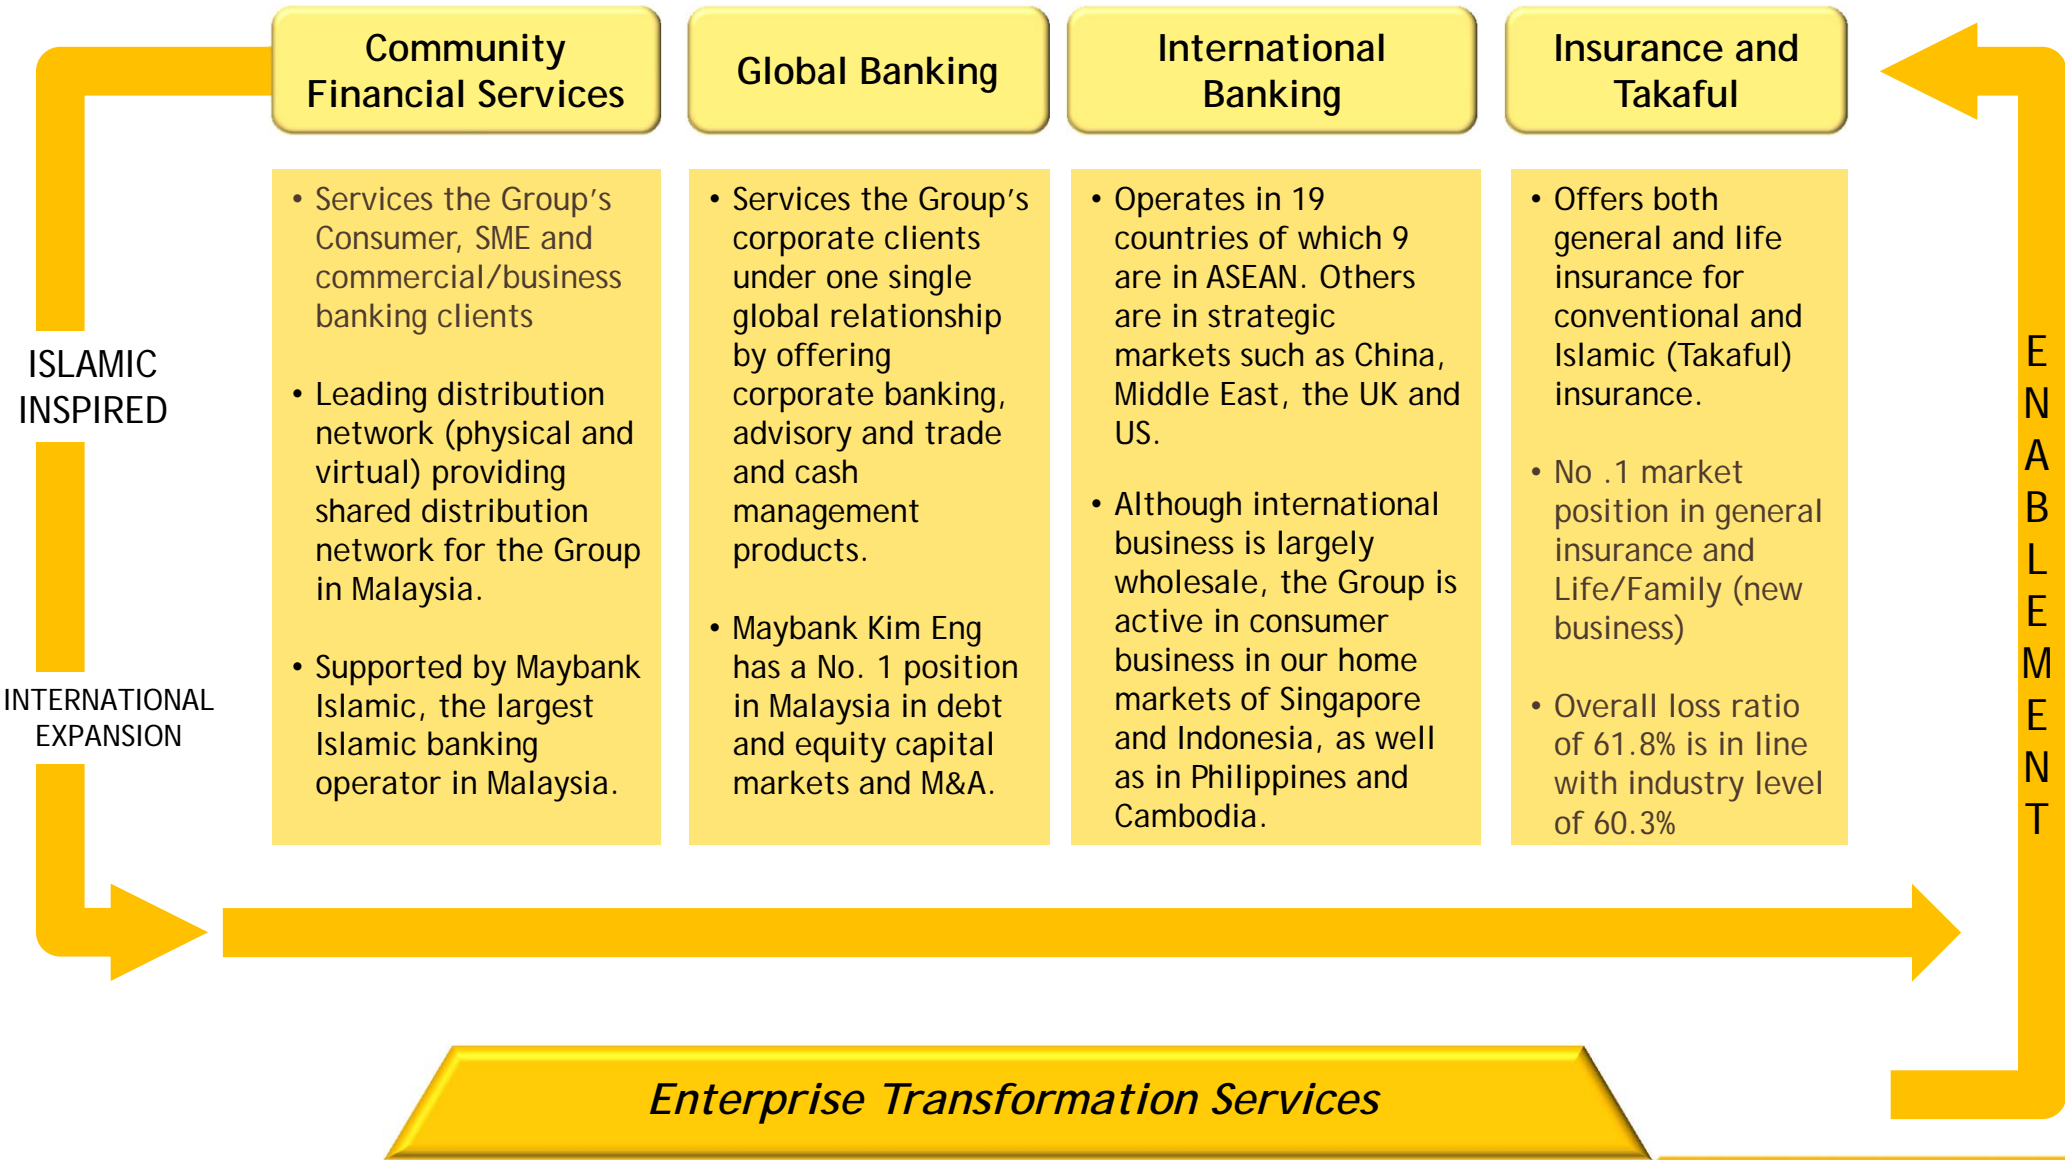 Community
Financial Services
Global Banking
International
Banking
Insurance and
Takaful
ISLAMIC
INSPIRED
INTERNATIONAL
EXPANSION
• Services the Group’s
Consumer, SME and
commercial/business
banking clients
• Leading distribution
network (physical and
virtual) providing
shared distribution
network for the Group
in Malaysia.
• Supported by Maybank
Islamic, the largest
Islamic banking
operator in Malaysia.
• Services the Group’s
corporate clients
under one single
global relationship
by offering
corporate banking,
advisory and trade
and cash
management
products.
• Maybank Kim Eng
has a No. 1 position
in Malaysia in debt
and equity capital
markets and M&A.
• Operates in 19
countries of which 9
are in ASEAN. Others
are in strategic
markets such as China,
Middle East, the UK and
US.
• Although international
business is largely
wholesale, the Group is
active in consumer
business in our home
markets of Singapore
and Indonesia, as well
as in Philippines and
Cambodia.
• Offers both
general and life
insurance for
conventional and
Islamic (Takaful)
insurance.
• No .1 market
position in general
insurance and
Life/Family (new
business)
• Overall loss ratio
of 61.8% is in line
with industry level
of 60.3%
ENABLEMENT
Enterprise Transformation Services